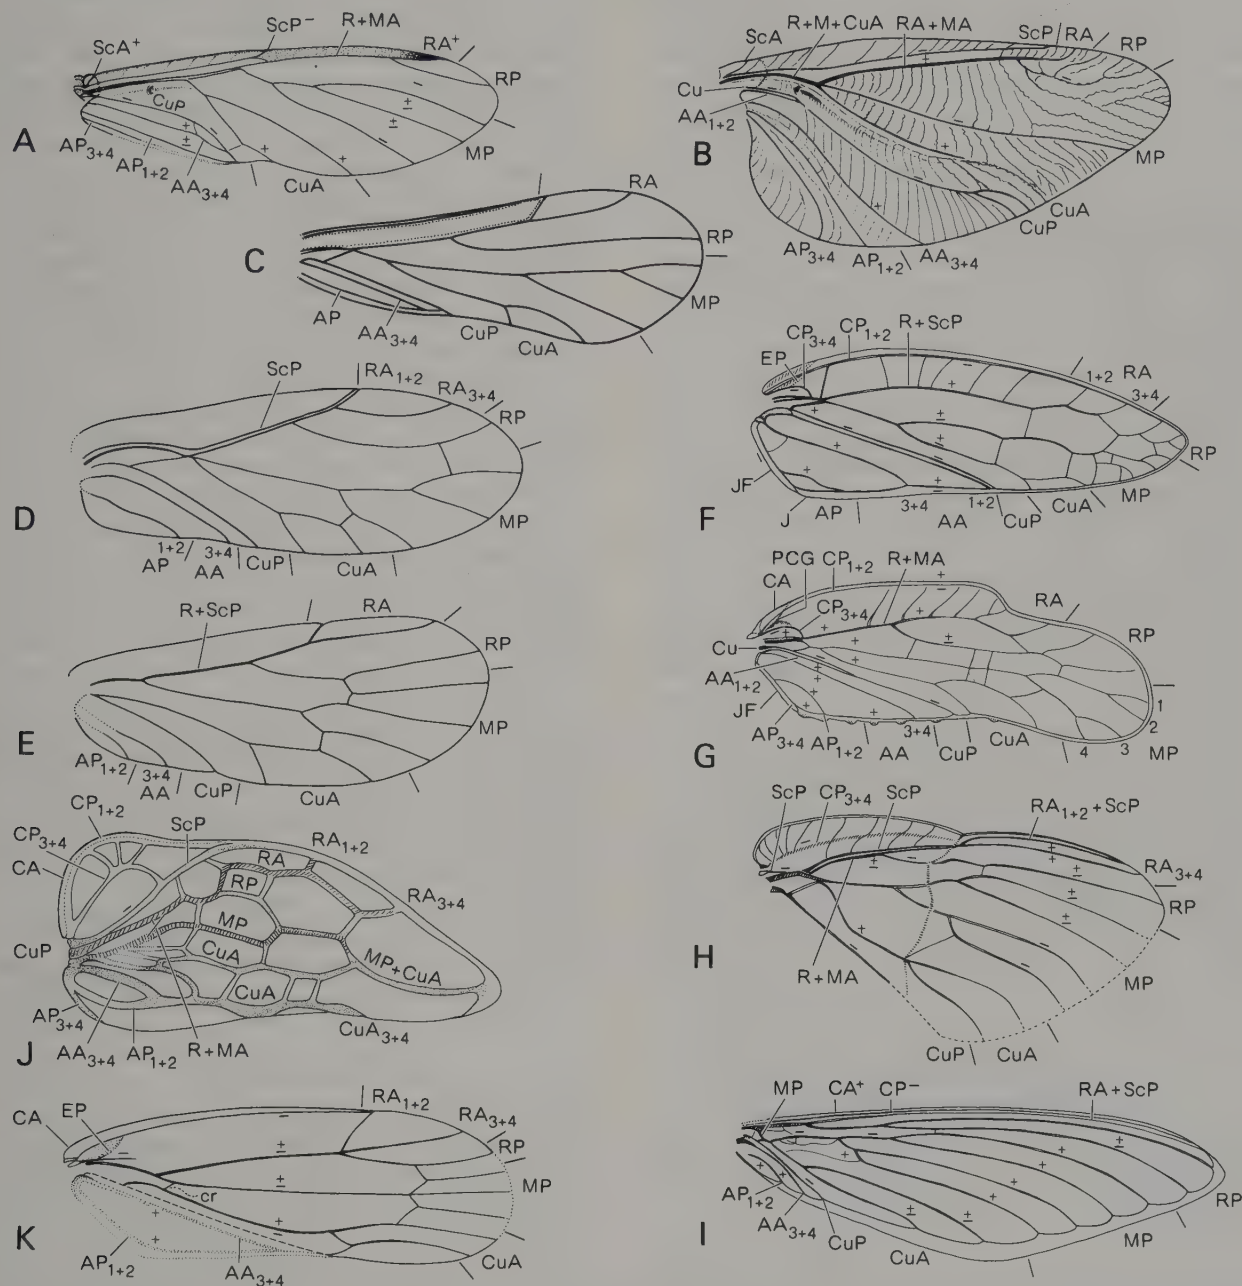 A
ScA+ ScP− R+MA RA+
RP
CuP
+ − ±
AP3+4 AP1+2 AA3+4 CuA MP
B
ScA R+M+CuA RA+MA ScP RA RP
Cu
AA1+2
MP
CuA
CuP
AP3+4 AP1+2 AA3+4
C
RA
RP
MP
AP AA3+4 CuP CuA
D
ScP RA1+2 RA3+4 RP
MP
1+2 3+4
AP AA CuP CuA
E
R+ScP RA RP
MP
AP1+2 3+4
AA CuP CuA
F
EP CP3+4 CP1+2 R+ScP
1+2 RA
3+4
RP
JF
J AP 3+4 AA 1+2 CuP CuA MP
G
CA PCG CP1+2 R+MA
CP3+4
RA RP
Cu
AA1+2
JF
AP3+4 AP1+2 AA 3+4 CuP CuA 4 3 2 1 MP
H
ScP CP3+4 ScP RA1+2+ScP
RA3+4
RP
R+MA
MP
CuP CuA
J
CP1+2
CP3+4
CA
ScP
RA RA1+2
RP
RA3+4
MP
CuP
CuA
MP+CuA
CuA
AP3+4
AA3+4 AP1+2 R+MA CuA3+4
K
CA EP RA1+2 RA3+4 RP
MP
cr
AP1+2 AA3+4 CuA
I
MP CA+ CP− RA+ScP
RP
AP1+2
AA3+4
CuP CuA MP